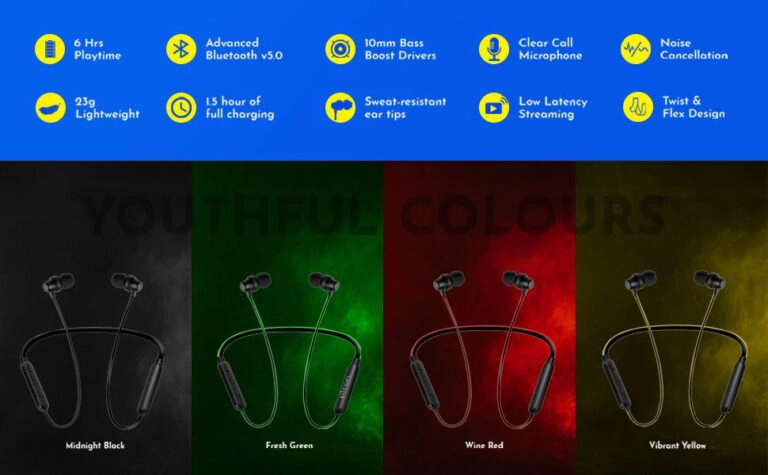 6 Hrs
Playtime
Advanced
Bluetooth v5.0
10mm Bass
Boost Drivers
Clear Call
Microphone
Noise
Cancellation
23g
Lightweight
1.5 hour of
full charging
Sweat-resistant
ear tips
Low Latency
Streaming
Twist &
Flex Design
YOUTHFUL COLOURS
Midnight Black
Fresh Green
Wine Red
Vibrant Yellow